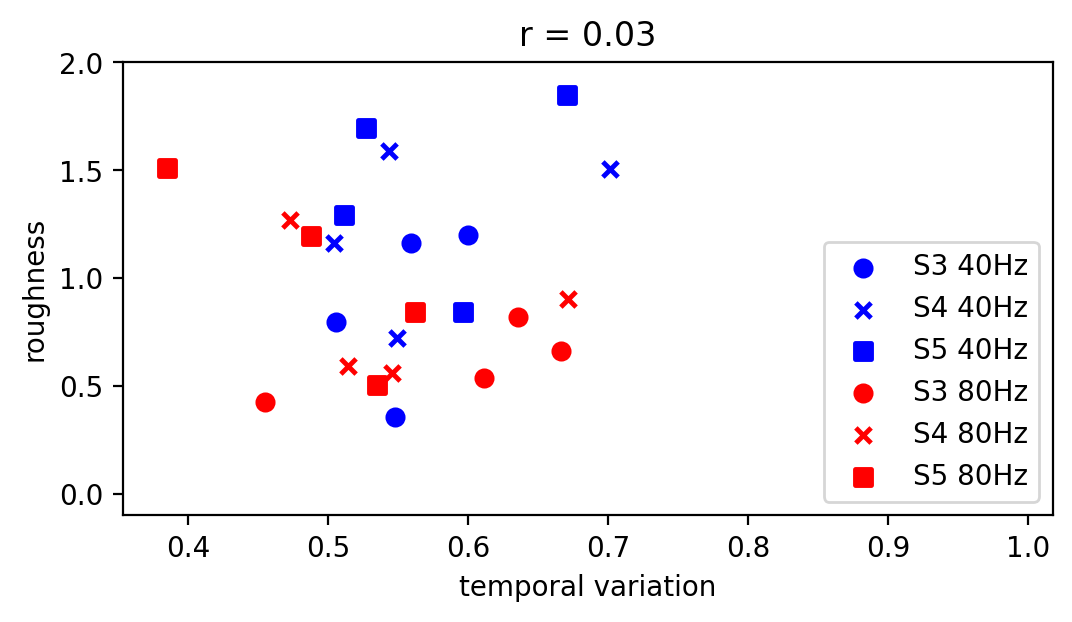 r = 0.03
2.0
1.5
1.0
0.5
0.0
roughness
S3 40Hz
S4 40Hz
S5 40Hz
S3 80Hz
S4 80Hz
S5 80Hz
0.4 0.5 0.6 0.7 0.8 0.9 1.0
temporal variation